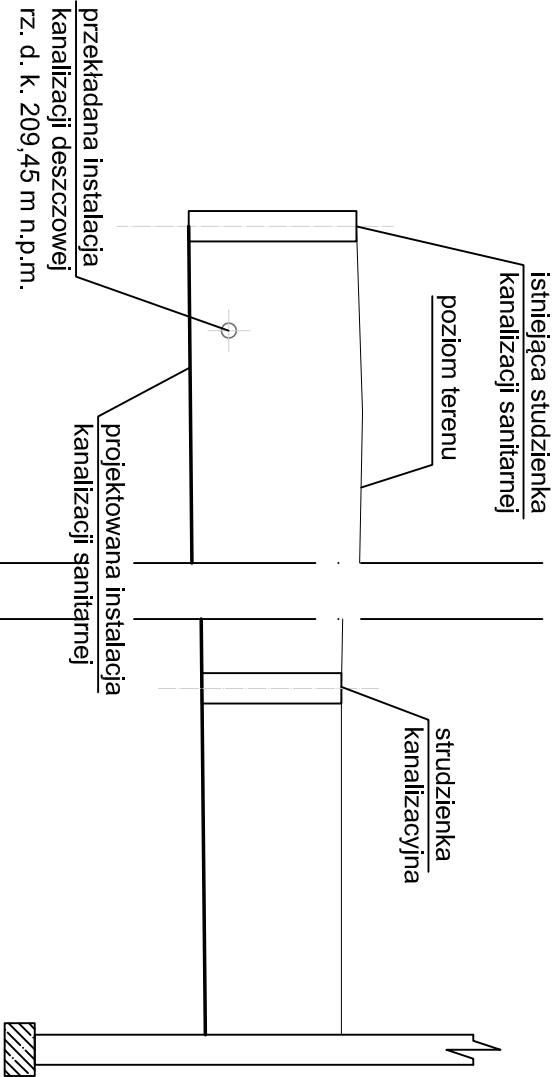 istniejąca studzienka
kanalizacji sanitarnej
poziom terenu
strudzienka
kanalizacyjna
przekładana instalacja
kanalizacji deszczowej
rz. d. k. 209,45 m n.p.m.
projektowana instalacja
kanalizacji sanitarnej